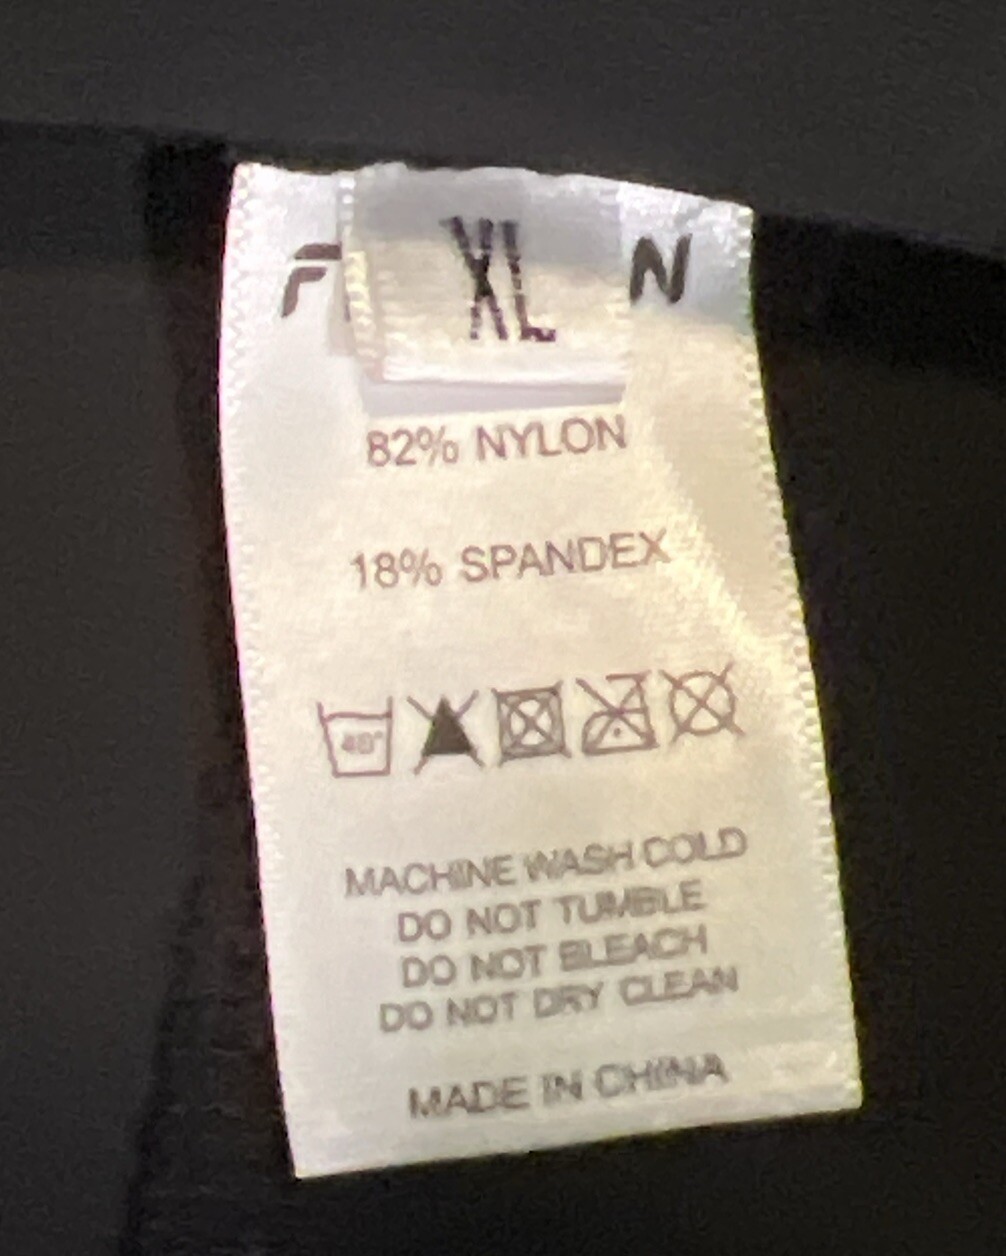 XL
82% NYLON
18% SPANDEX
40°
MACHINE WASH COLD
DO NOT TUMBLE
DO NOT BLEACH
DO NOT DRY CLEAN
MADE IN CHINA